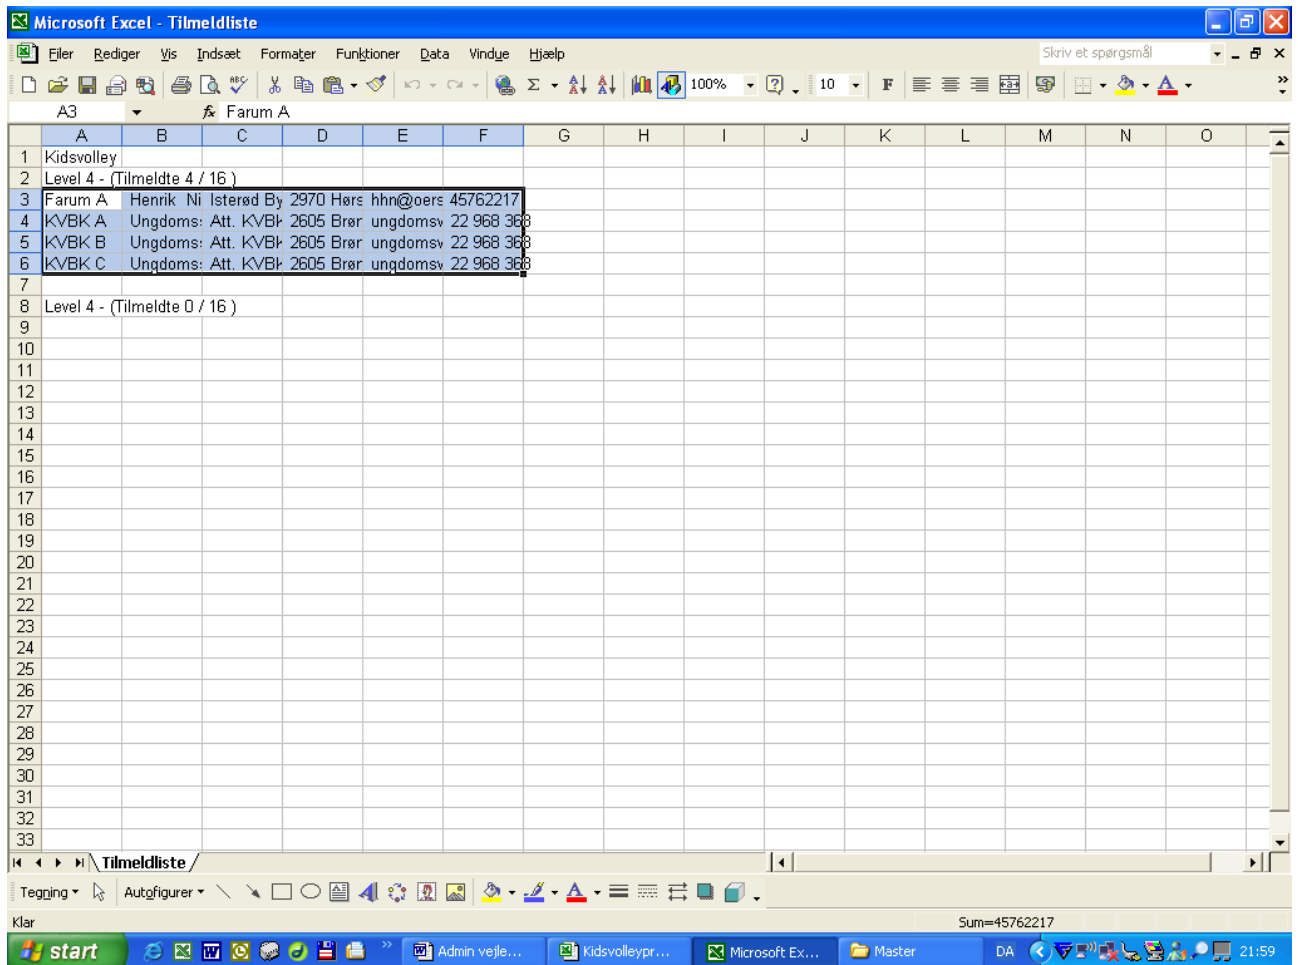 Microsoft Excel - Tilmeldliste
Filer Rediger Vis Indsæt Formater Funktioner Data Vindue Hjælp Skriv et spørgsmål
100% 10 F
A3 fx Farum A
A B C D E F G H I J K L M N O
1 Kidsvolley
2 Level 4 - (Tilmeldte 4 / 16 )
3 Farum A Henrik Ni Isterød By 2970 Hørs hhn@oers 45762217
4 KVBK A Ungdoms Att. KVBK 2605 Brør ungdomsv 22 968 368
5 KVBK B Ungdoms Att. KVBK 2605 Brør ungdomsv 22 968 368
6 KVBK C Ungdoms Att. KVBK 2605 Brør ungdomsv 22 968 368
7
8 Level 4 - (Tilmeldte 0 / 16 )
9
10
11
12
13
14
15
16
17
18
19
20
21
22
23
24
25
26
27
28
29
30
31
32
33
Tilmeldliste
Tegning Autofigurer
Klar Sum=45762217
start Admin vejle... Kidsvolleypr... Microsoft Ex... Master DA 21:59